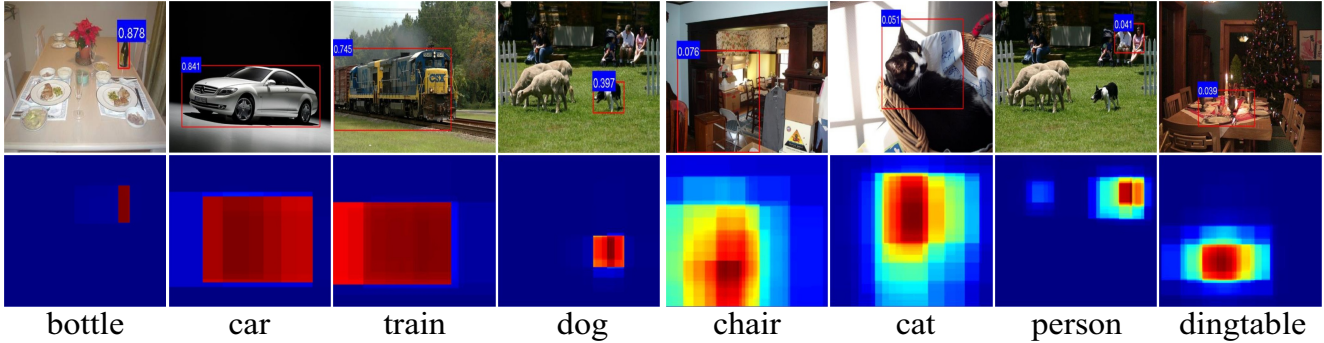 0.878
0.841
0.745
0.397
0.076
0.051
0.041
0.039
CSX
bottle
car
train
dog
chair
cat
person
dingtable